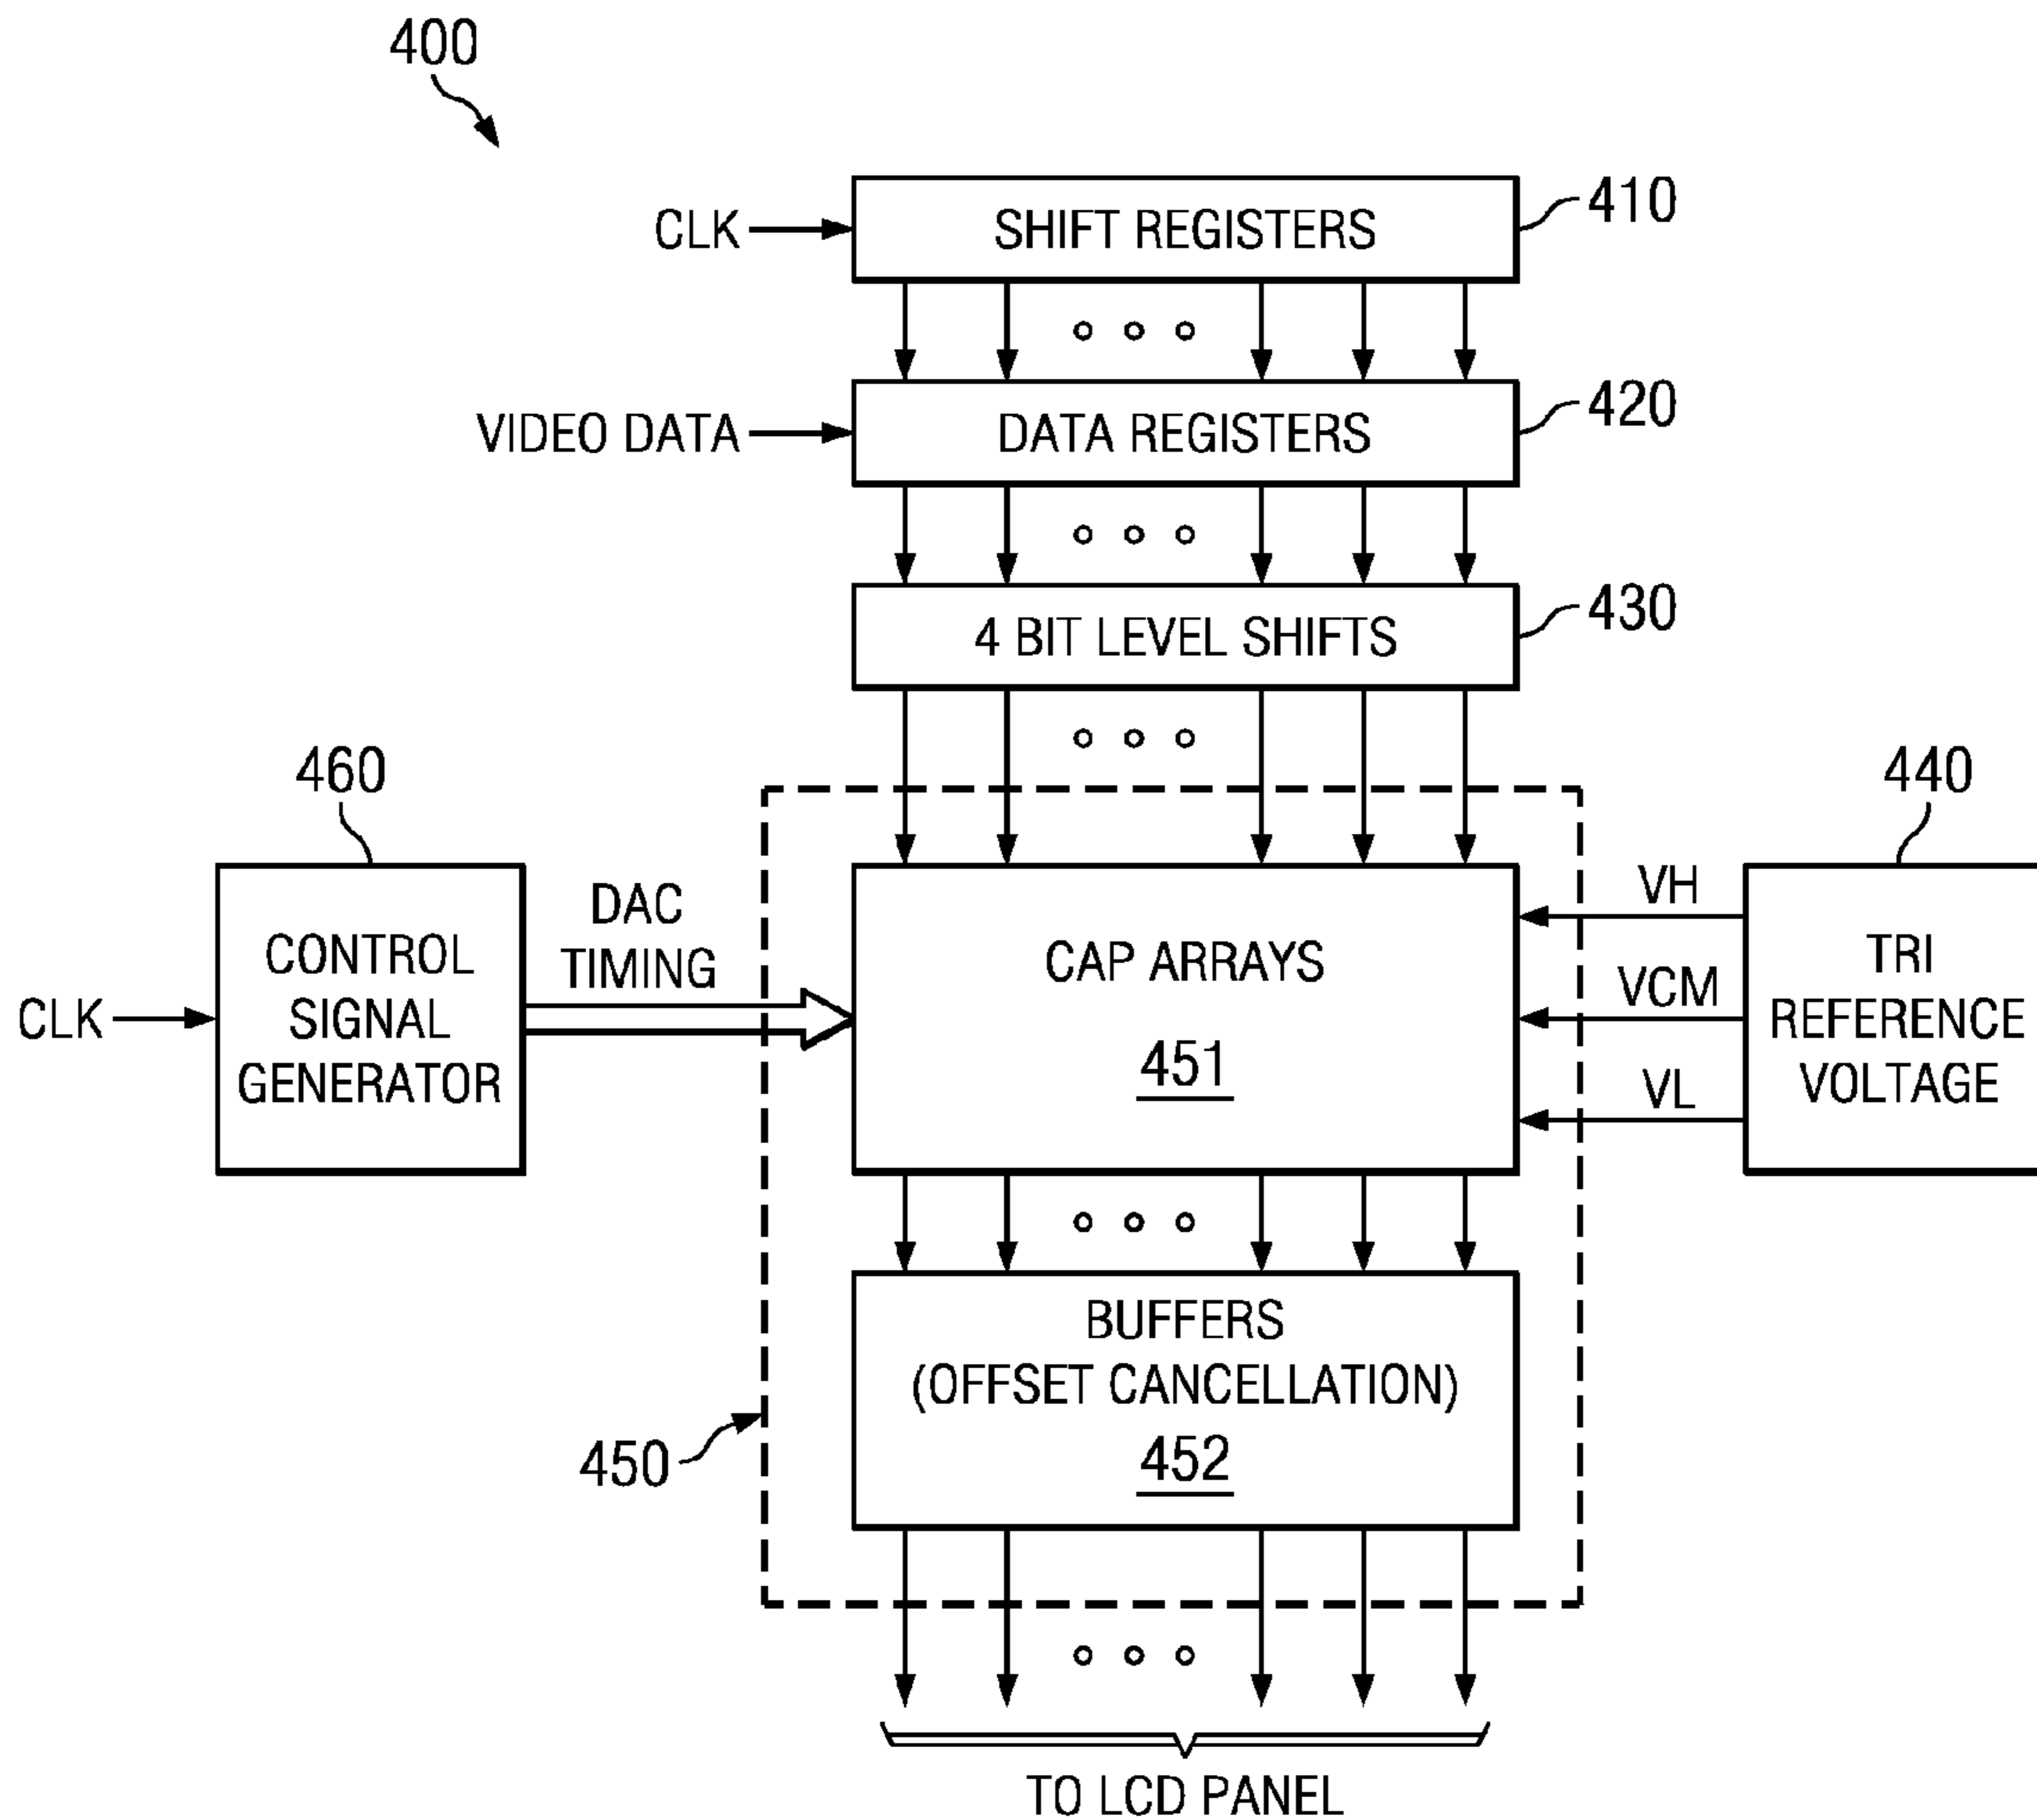 400
CLK
SHIFT REGISTERS
410
VIDEO DATA
DATA REGISTERS
420
4 BIT LEVEL SHIFTS
430
460
440
CLK
CONTROL
SIGNAL
GENERATOR
DAC
TIMING
CAP ARRAYS
451
VH
VCM
VL
TRI
REFERENCE
VOLTAGE
BUFFERS
(OFFSET CANCELLATION)
452
450
TO LCD PANEL